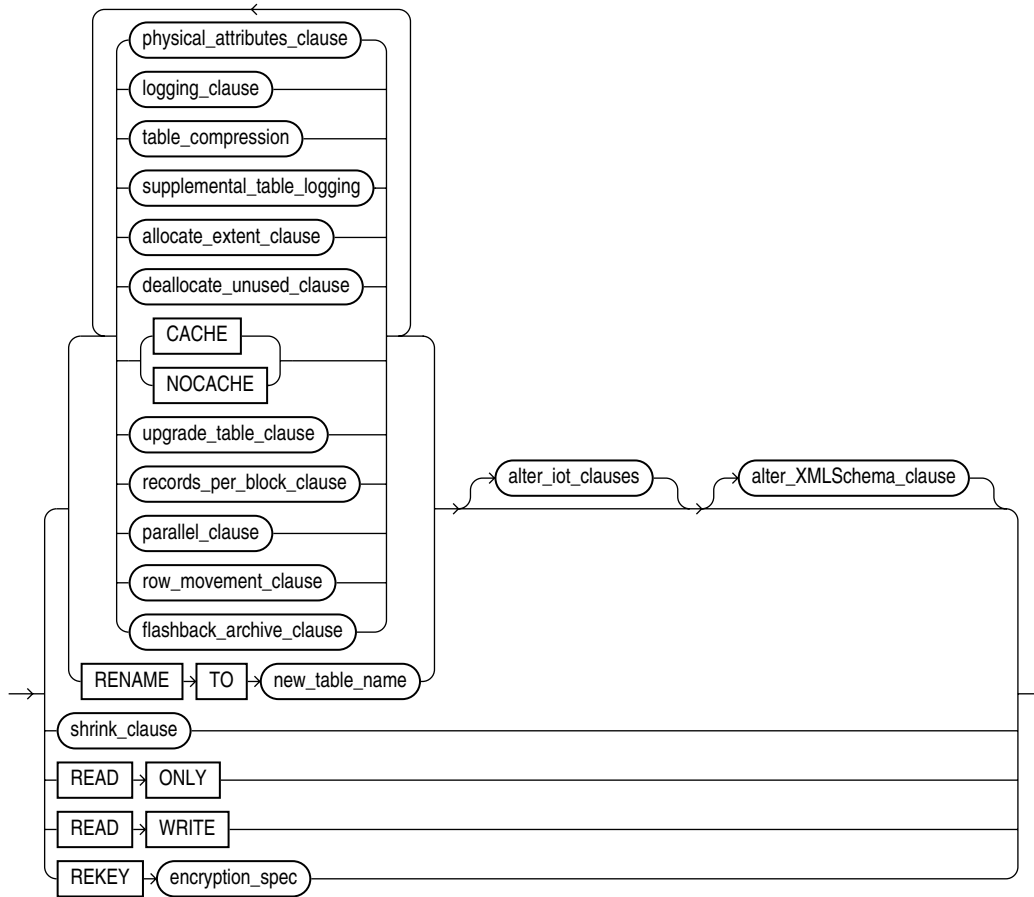 physical_attributes_clause
logging_clause
table_compression
supplemental_table_logging
allocate_extent_clause
deallocate_unused_clause
CACHE
NOCACHE
upgrade_table_clause
records_per_block_clause
alter_iot_clauses alter_XMLSchema_clause
parallel_clause
row_movement_clause
flashback_archive_clause
RENAME TO new_table_name
shrink_clause
READ ONLY
READ WRITE
REKEY encryption_spec